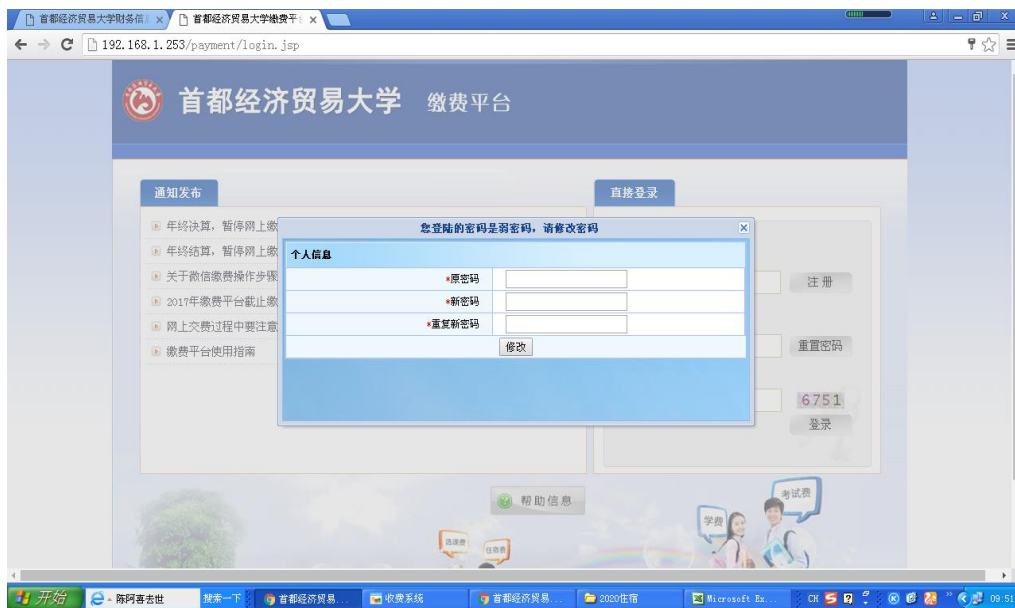 首都经济贸易大学财务信
首都经济贸易大学缴费平
192.168.1.253/payment/login.jsp
首都经济贸易大学 缴费平台
通知发布
直接登录
年终决算，暂停网上缴
年终结算，暂停网上缴
关于微信缴费操作步骤
2017年缴费平台截止缴
网上交费过程中要注意
缴费平台使用指南
您登陆的密码是弱密码，请修改密码
个人信息
*原密码
*新密码
*重复新密码
修改
注册
重置密码
6751
登录
帮助信息
考试费
学费
选课费
住宿费
开始
陈阿喜去世
搜索一下
首都经济贸易...
收费系统
首都经济贸易...
2020住宿
Microsoft Ex...
CH
09:51